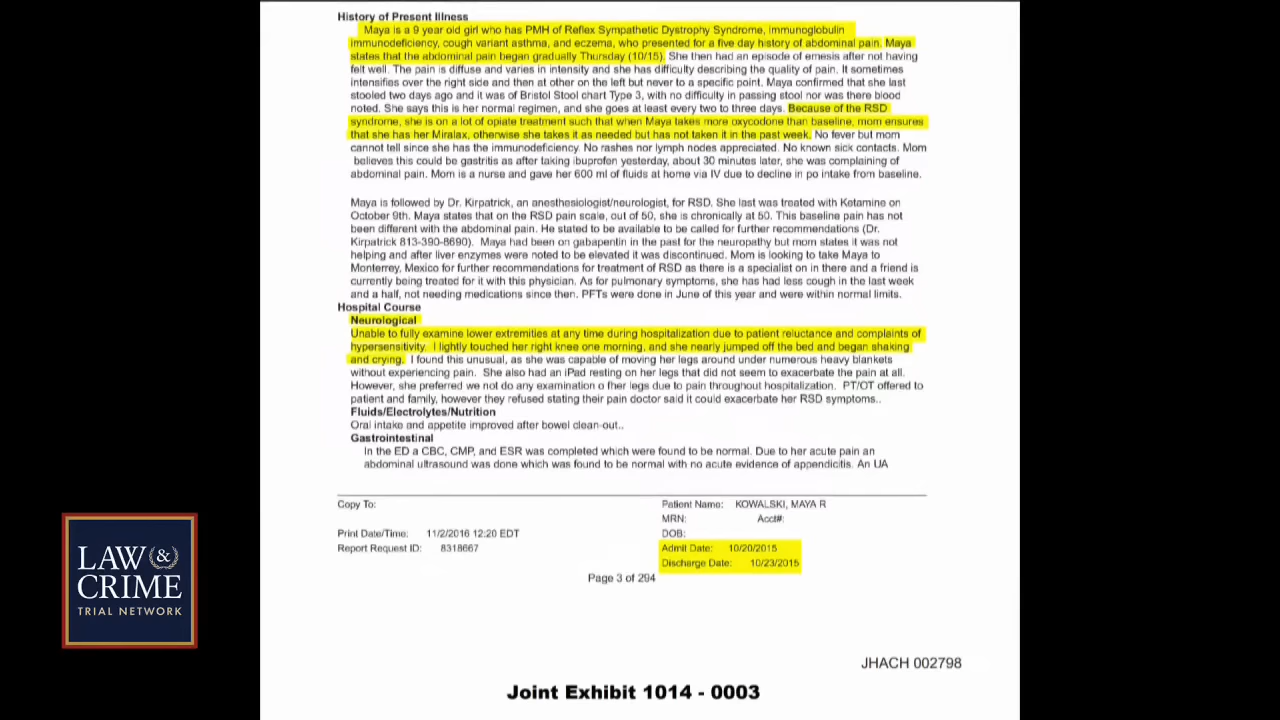 History of Present Illness
Maya is a 9 year old girl who has PMH of Reflex Sympathetic Dystrophy Syndrome, immunoglobulin
immunodeficiency, cough variant asthma, and eczema, who presented for a five day history of abdominal pain. Maya
states that the abdominal pain began gradually Thursday (10/15). She then had an episode of emesis after not having
felt well. The pain is diffuse and varies in intensity and she has difficulty describing the quality of pain. It sometimes
intensifies over the right side and then at other on the left but never to a specific point. Maya confirmed that she last
stooled two days ago and it was of Bristol Stool chart Type 3, with no difficulty in passing stool nor was there blood
noted. She says this is her normal regimen, and she goes at least every two to three days. Because of the RSD
syndrome, she is on a lot of opiate treatment such that when Maya takes more oxycodone than baseline, mom ensures
that she has her Miralax, otherwise she takes it as needed but has not taken it in the past week. No fever but mom
cannot tell since she has the immunodeficiency. No rashes nor lymph nodes appreciated. No known sick contacts. Mom
believes this could be gastritis as after taking ibuprofen yesterday, about 30 minutes later, she was complaining of
abdominal pain. Mom is a nurse and gave her 600 ml of fluids at home via IV due to decline in po intake from baseline.
Maya is followed by Dr. Kirpatrick, an anesthesiologist/neurologist, for RSD. She last was treated with Ketamine on
October 9th. Maya states that on the RSD pain scale, out of 50, she is chronically at 50. This baseline pain has not
been different with the abdominal pain. He stated to be available to be called for further recommendations (Dr.
Kirpatrick 813-390-8690). Maya had been on gabapentin in the past for the neuropathy but mom states it was not
helping and after liver enzymes were noted to be elevated it was discontinued. Mom is looking to take Maya to
Monterrey, Mexico for further recommendations for treatment of RSD as there is a specialist on in there and a friend is
currently being treated for it with this physician. As for pulmonary symptoms, she has had less cough in the last week
and a half, not needing medications since then. PFTs were done in June of this year and were within normal limits.
Hospital Course
Neurological
Unable to fully examine lower extremities at any time during hospitalization due to patient reluctance and complaints of
hypersensitivity. I lightly touched her right knee one morning, and she nearly jumped off the bed and began shaking
and crying. I found this unusual, as she was capable of moving her legs around under numerous heavy blankets
without experiencing pain. She also had an iPad resting on her legs that did not seem to exacerbate the pain at all.
However, she preferred we not do any examination o fher legs due to pain throughout hospitalization. PT/OT offered to
patient and family, however they refused stating their pain doctor said it could exacerbate her RSD symptoms..
Fluids/Electrolytes/Nutrition
Oral intake and appetite improved after bowel clean-out..
Gastrointestinal
In the ED a CBC, CMP, and ESR was completed which were found to be normal. Due to her acute pain an
abdominal ultrasound was done which was found to be normal with no acute evidence of appendicitis. An UA
Copy To:
Patient Name: KOWALSKI, MAYA R
MRN: Acct#:
Print Date/Time: 11/2/2016 12:20 EDT
DOB:
Report Request ID: 8318667
Admit Date: 10/20/2015
Discharge Date: 10/23/2015
Page 3 of 294
LAW &
CRIME
TRIAL NETWORK
JHACH 002798
Joint Exhibit 1014 - 0003